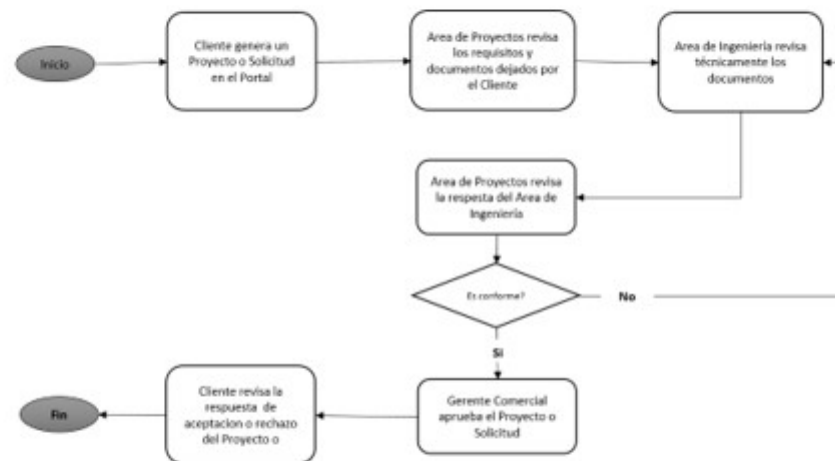 Inicio
Cliente genera un
Proyecto o Solicitud
en el Portal
Area de Proyectos revisa
los requisitos y
documentos dejados por
el Cliente
Area de Ingenieria revisa
técnicamente los
documentos
Area de Proyectos revisa
la respesta del Area de
Ingenieria
Es conforma?
No
Si
Gerente Comercial
aprueba el Proyecto o
Solicitud
Cliente revisa la
respuesta de
aceptacion o rechazo
del Proyecto o
Fin